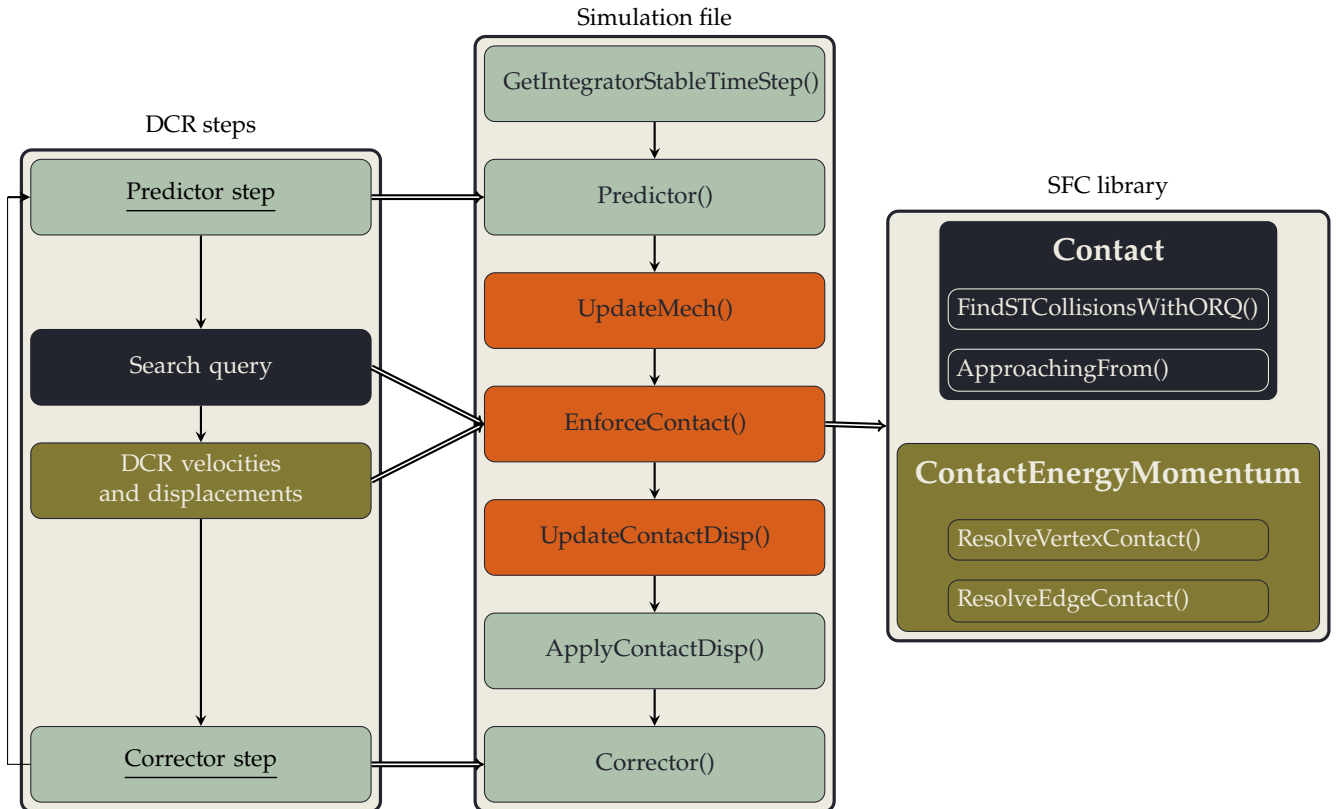 DCR steps
Predictor step
Search query
DCR velocities
and displacements
Corrector step
Simulation file
GetIntegratorStableTimeStep()
Predictor()
UpdateMech()
EnforceContact()
UpdateContactDisp()
ApplyContactDisp()
Corrector()
SFC library
Contact
FindSTCollisionsWithORQ()
ApproachingFrom()
ContactEnergyMomentum
ResolveVertexContact()
ResolveEdgeContact()